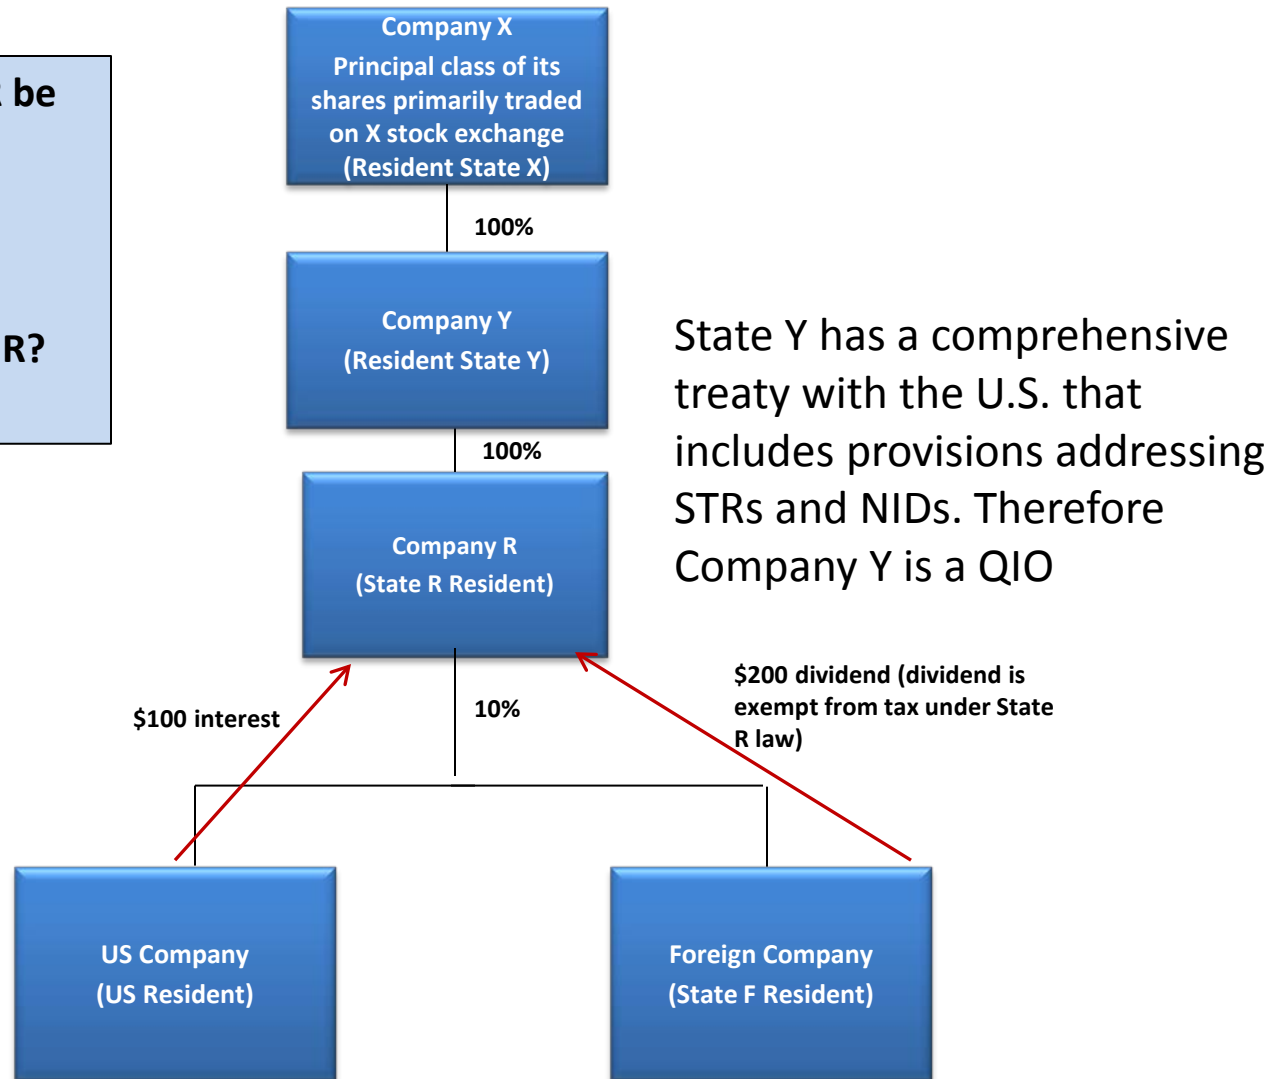 Company X
Principal class of its
shares primarily traded
on X stock exchange
(Resident State X)
be
R?
100%
Company Y
(Resident State Y)
State Y has a comprehensive
treaty with the U.S. that
includes provisions addressing
STRs and NIDs. Therefore
Company Y is a QIO
100%
Company R
(State R Resident)
$100 interest
10%
$200 dividend (dividend is
exempt from tax under State
R law)
US Company
(US Resident)
Foreign Company
(State F Resident)